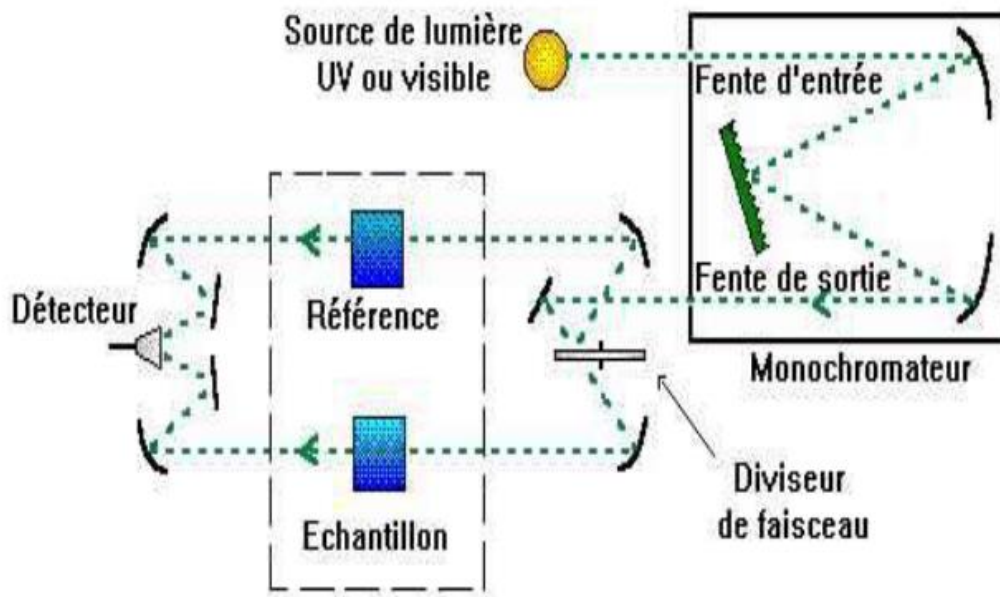 Source de lumière
UV ou visible
Fente d'entrée
Fente de sortie
Monochromateur
Détecteur
Référence
Echantillon
Diviseur
de faisceau